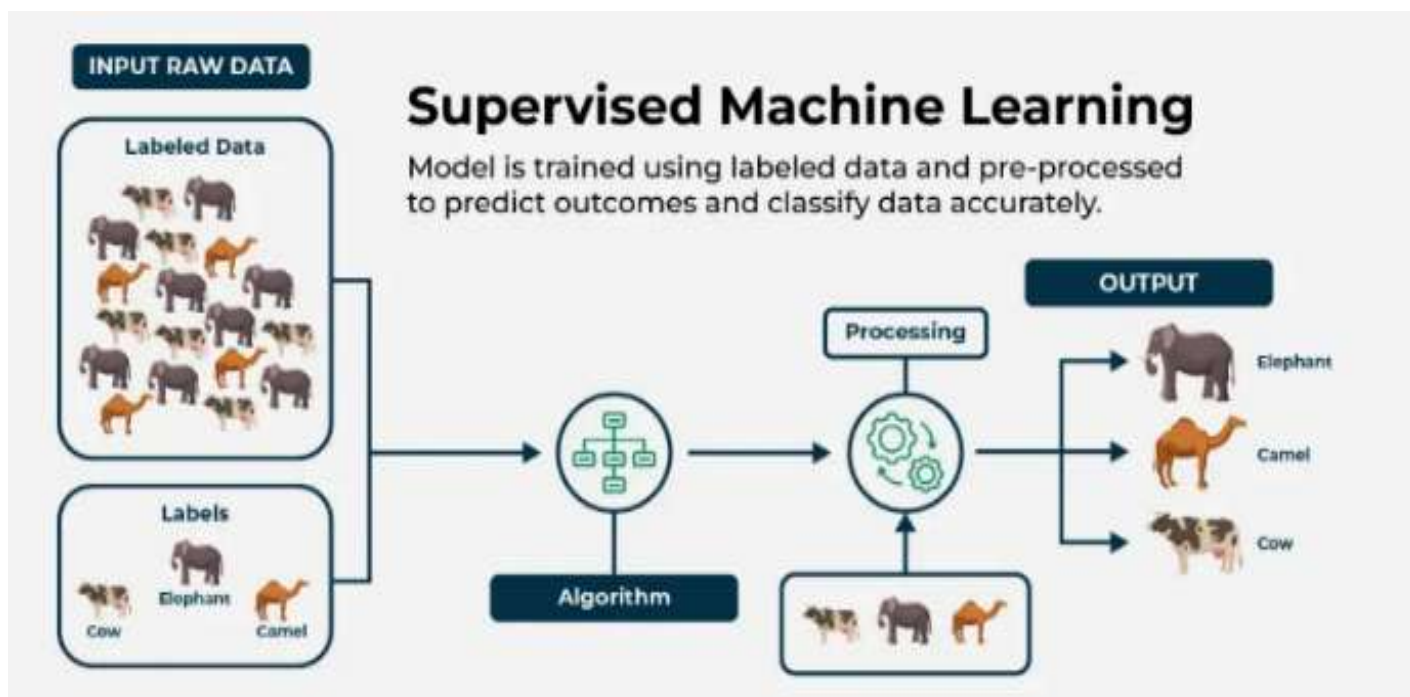 INPUT RAW DATA
Supervised Machine Learning
Model is trained using labeled data and pre-processed
to predict outcomes and classify data accurately.
Labeled Data
Labels
Elephant
Cow
Camel
Algorithm
Processing
OUTPUT
Elephant
Camel
Cow